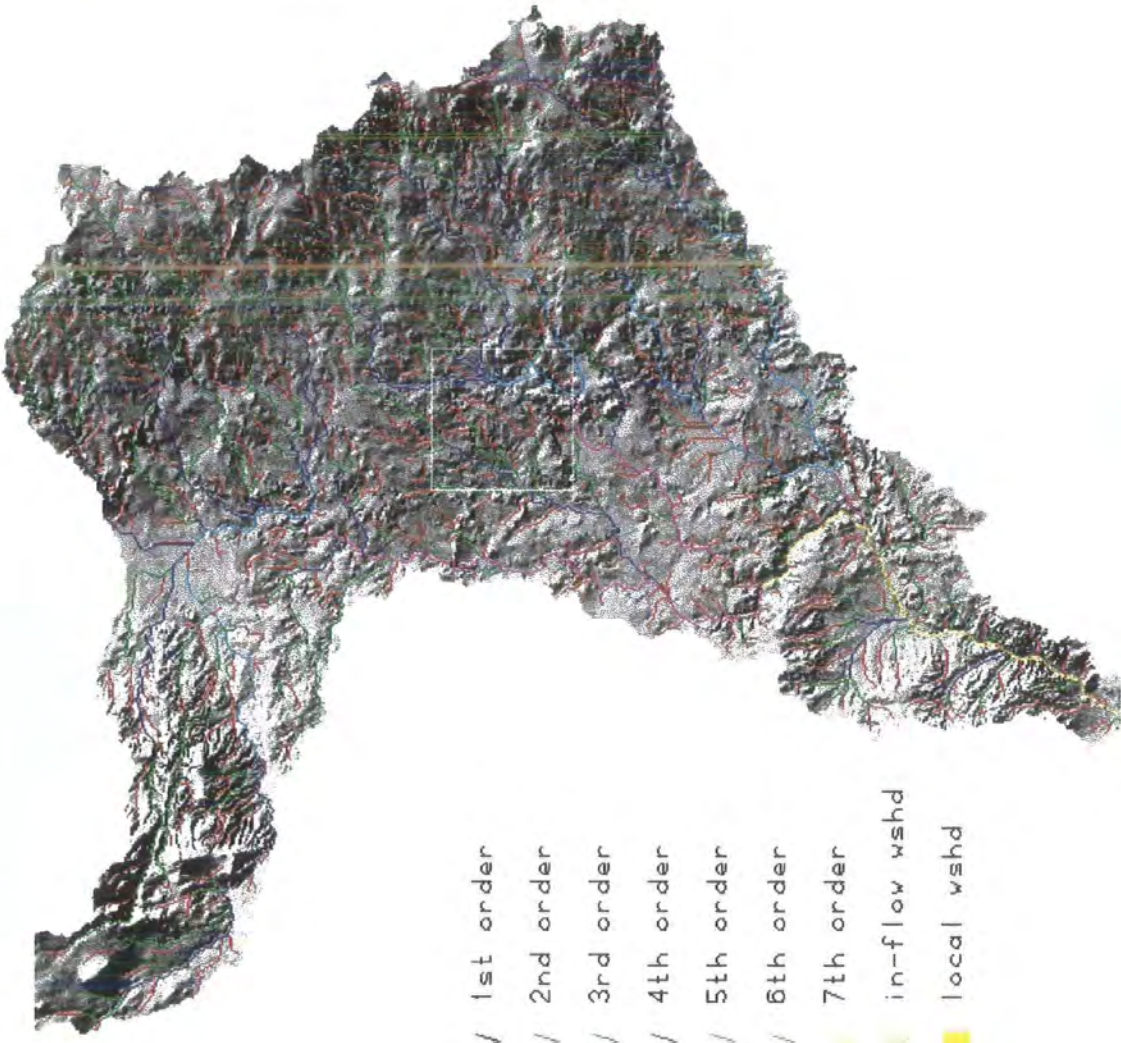 1st order
2nd order
3rd order
4th order
5th order
6th order
7th order
in-flow wshd
local wshd